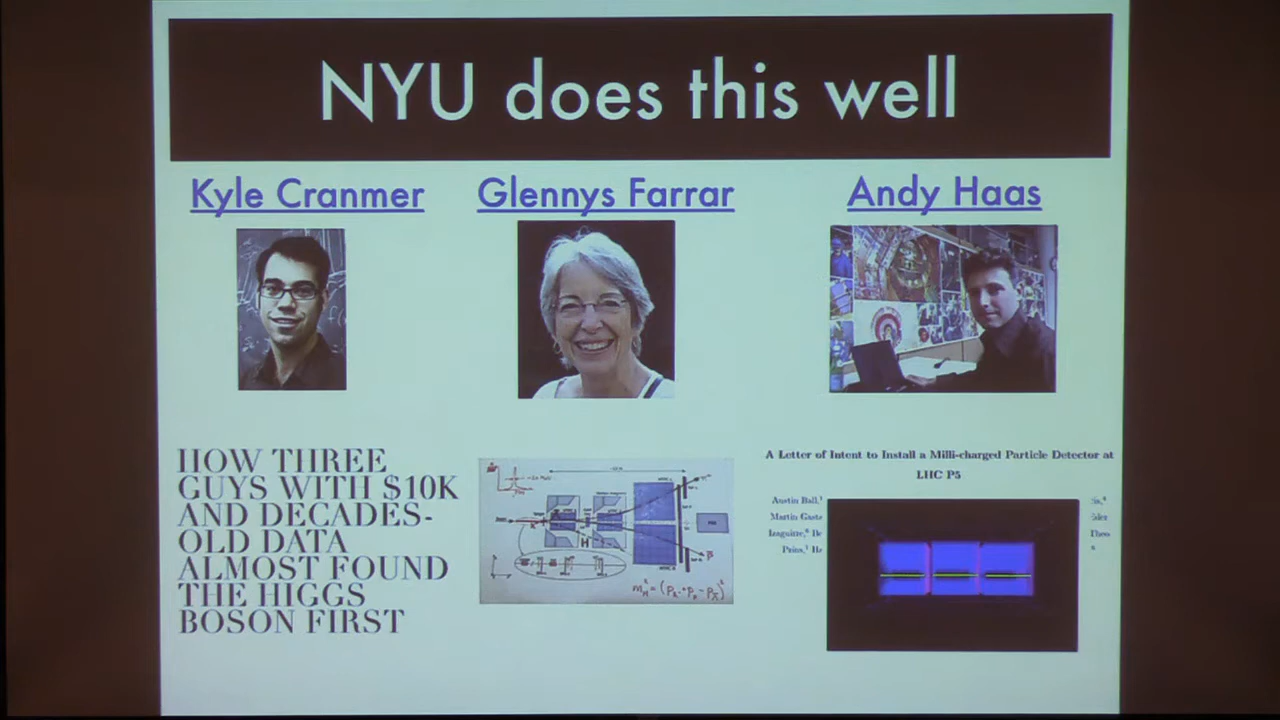 NYU does this well
Kyle Cranmer
Glennys Farrar
Andy Haas
HOW THREE
GUYS WITH $10K
AND DECADES-
OLD DATA
ALMOST FOUND
THE HIGGS
BOSON FIRST
H
A Letter of Intent to Install a Milli-charged Particle Detector at
LHC P5
Austin Ball,
Martin
Prins,
Theo